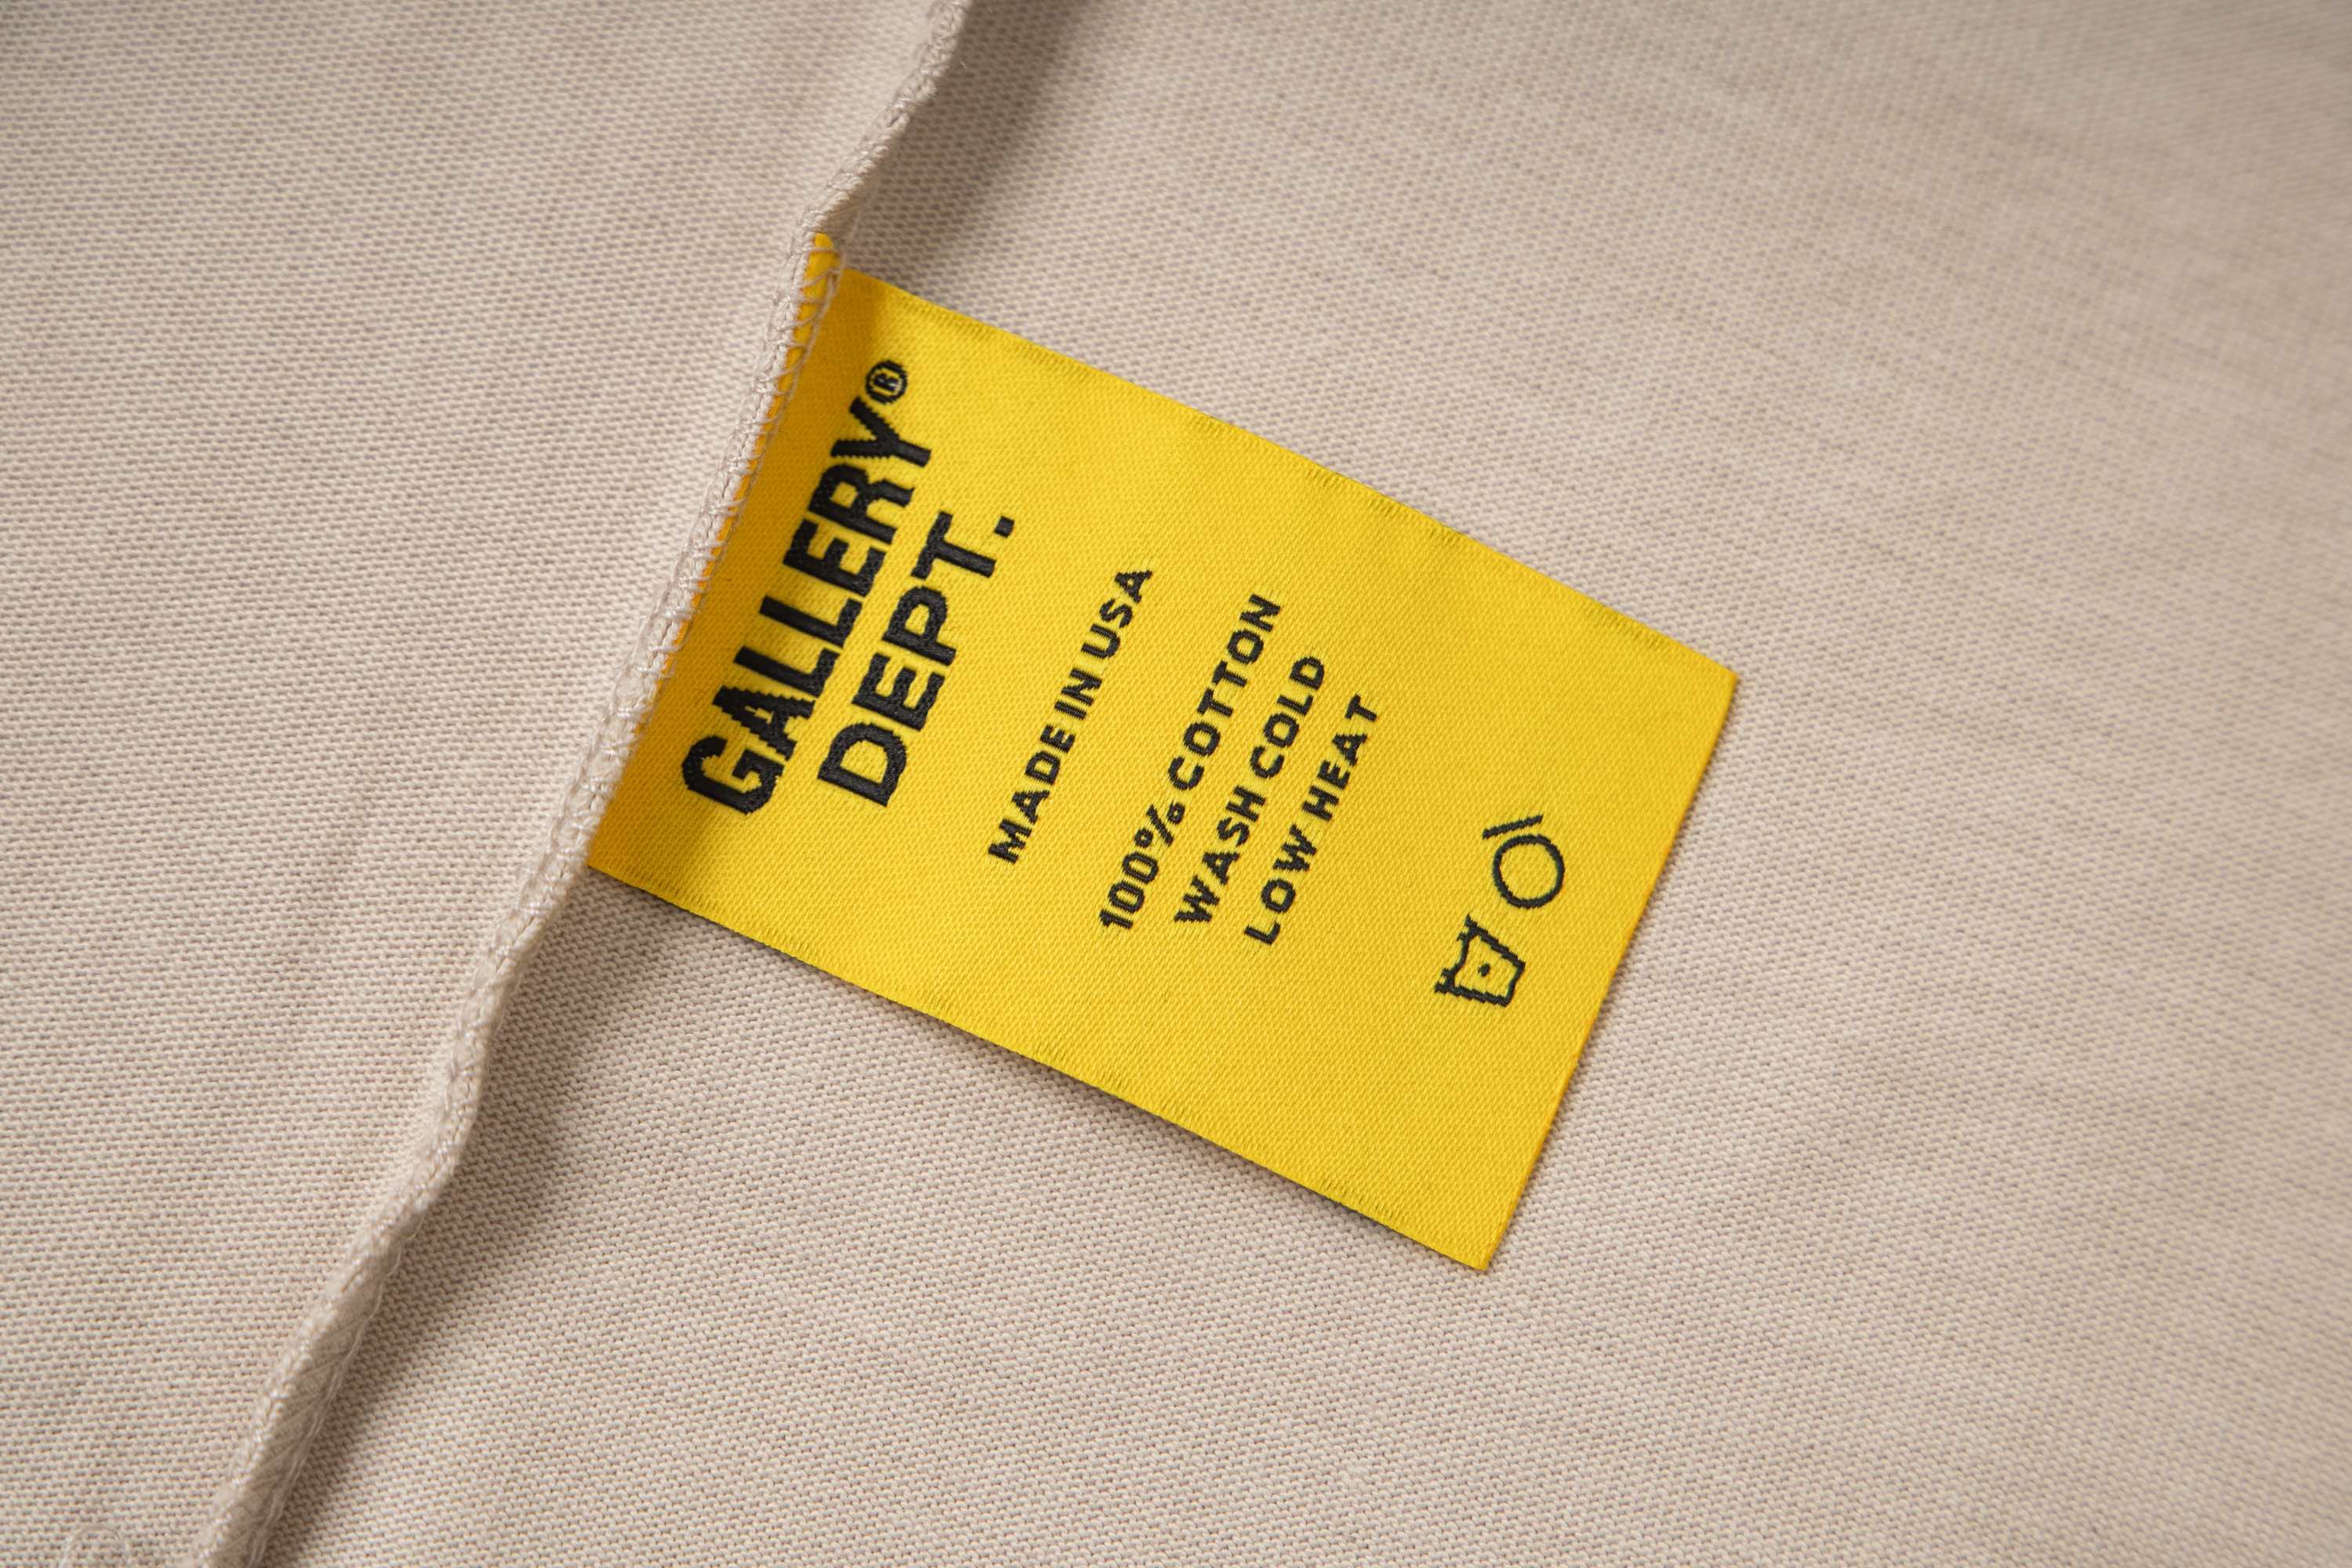 GALLERY®
DEPT.
MADE IN USA
100% COTTON
WASH COLD
LOW HEAT